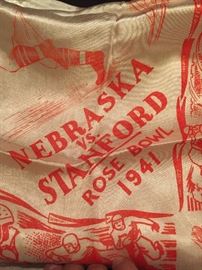 NEBRASKA
VS.
STANFORD
ROSE BOWL
1941